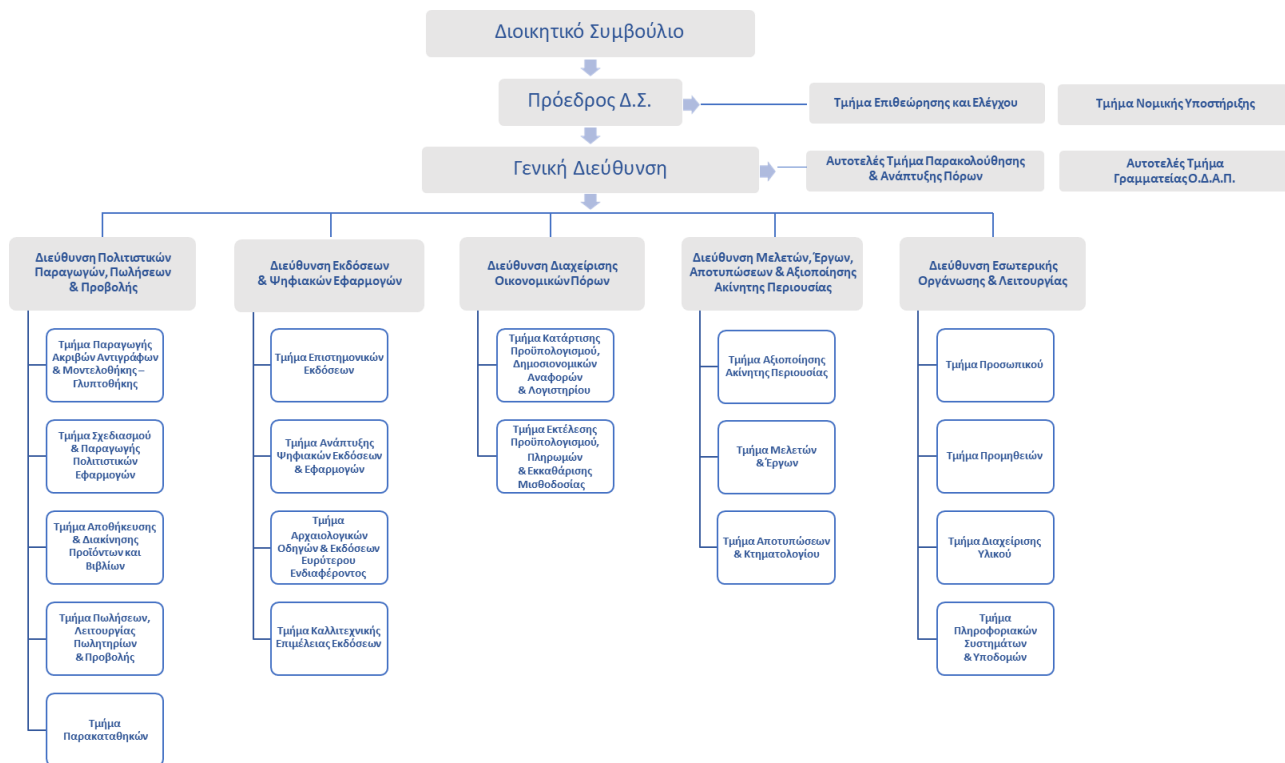 Διοικητικό Συμβούλιο
Πρόεδρος Δ.Σ.
Τμήμα Επιθεώρησης και Ελέγχου
Τμήμα Νομικής Υποστήριξης
Γενική Διεύθυνση
Αυτοτελές Τμήμα Παρακολούθησης
& Ανάπτυξης Πόρων
Αυτοτελές Τμήμα
Γραμματείας Ο.Δ.Α.Π.
Διεύθυνση Πολιτιστικών
Παραγωγών, Πωλήσεων
& Προβολής
Τμήμα Παραγωγής
Ακριβών Αντιγράφων
& Μοντελοθήκης –
Γλυπτοθήκης
Τμήμα Σχεδιασμού
& Παραγωγής
Πολιτιστικών
Εφαρμογών
Τμήμα Αποθήκευσης
& Διακίνησης
Προϊόντων και
Βιβλίων
Τμήμα Πωλήσεων,
Λειτουργίας
Πωλητηρίων
& Προβολής
Τμήμα
Παρακαταθηκών
Διεύθυνση Εκδόσεων
& Ψηφιακών Εφαρμογών
Τμήμα Επιστημονικών
Εκδόσεων
Τμήμα Ανάπτυξης
Ψηφιακών Εκδόσεων
& Εφαρμογών
Τμήμα
Αρχαιολογικών
Οδηγών & Εκδόσεων
Ευρύτερου
Ενδιαφέροντος
Τμήμα Καλλιτεχνικής
Επιμέλειας Εκδόσεων
Διεύθυνση Διαχείρισης
Οικονομικών Πόρων
Τμήμα Κατάρτισης
Προϋπολογισμού,
Δημοσιονομικών
Αναφορών
& Λογιστηρίου
Τμήμα Εκτέλεσης
Προϋπολογισμού,
Πληρωμών
& Εκκαθάρισης
Μισθοδοσίας
Διεύθυνση Μελετών, Έργων,
Αποτυπώσεων & Αξιοποίησης
Ακίνητης Περιουσίας
Τμήμα Αξιοποίησης
Ακίνητης Περιουσίας
Τμήμα Μελετών
& Έργων
Τμήμα Αποτυπώσεων
& Κτηματολογίου
Διεύθυνση Εσωτερικής
Οργάνωσης & Λειτουργίας
Τμήμα Προσωπικού
Τμήμα Προμηθειών
Τμήμα Διαχείρισης
Υλικού
Τμήμα
Πληροφοριακών
Συστημάτων
& Υποδομών